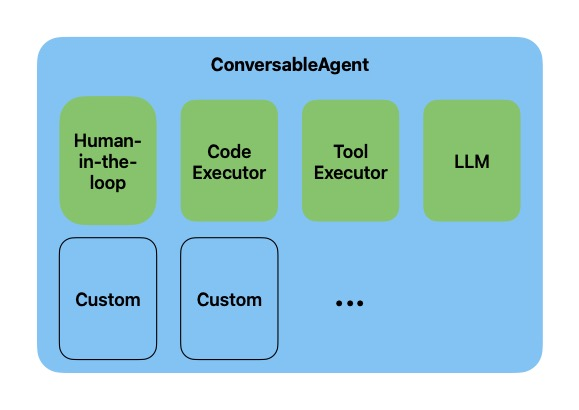 ConversableAgent
Human-
in-the-
loop
Code
Executor
Tool
Executor
LLM
Custom
Custom
...